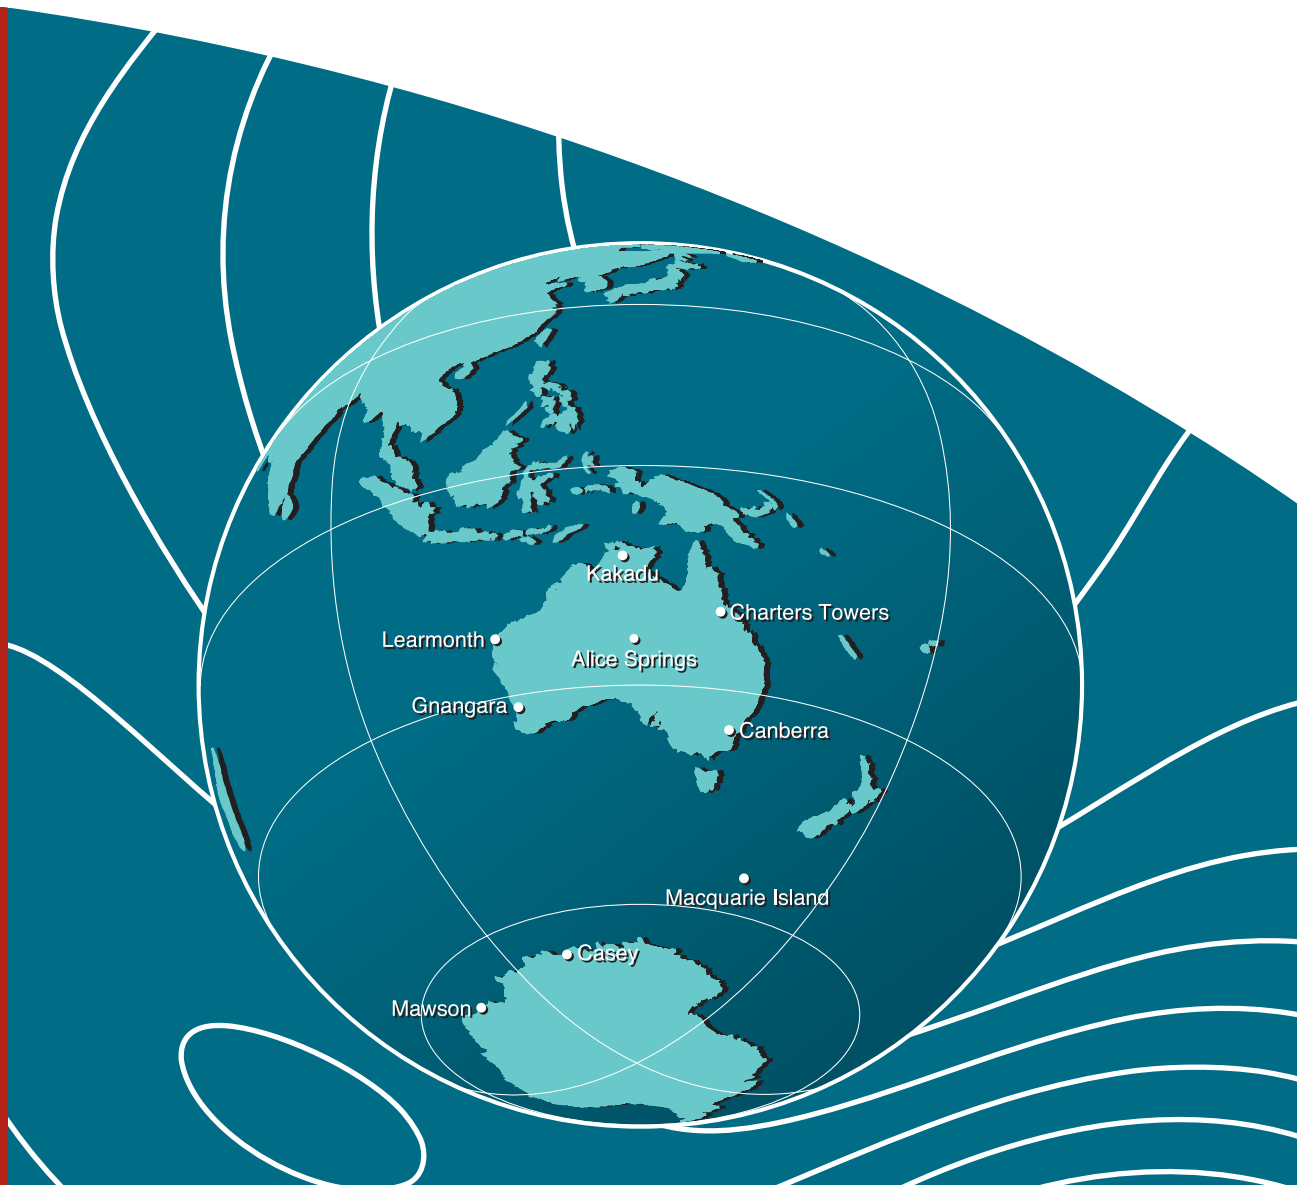 Kakadu
Charters Towers
Learmonth
Alice Springs
Gnangara
Canberra
Macquarie Island
Casey
Mawson